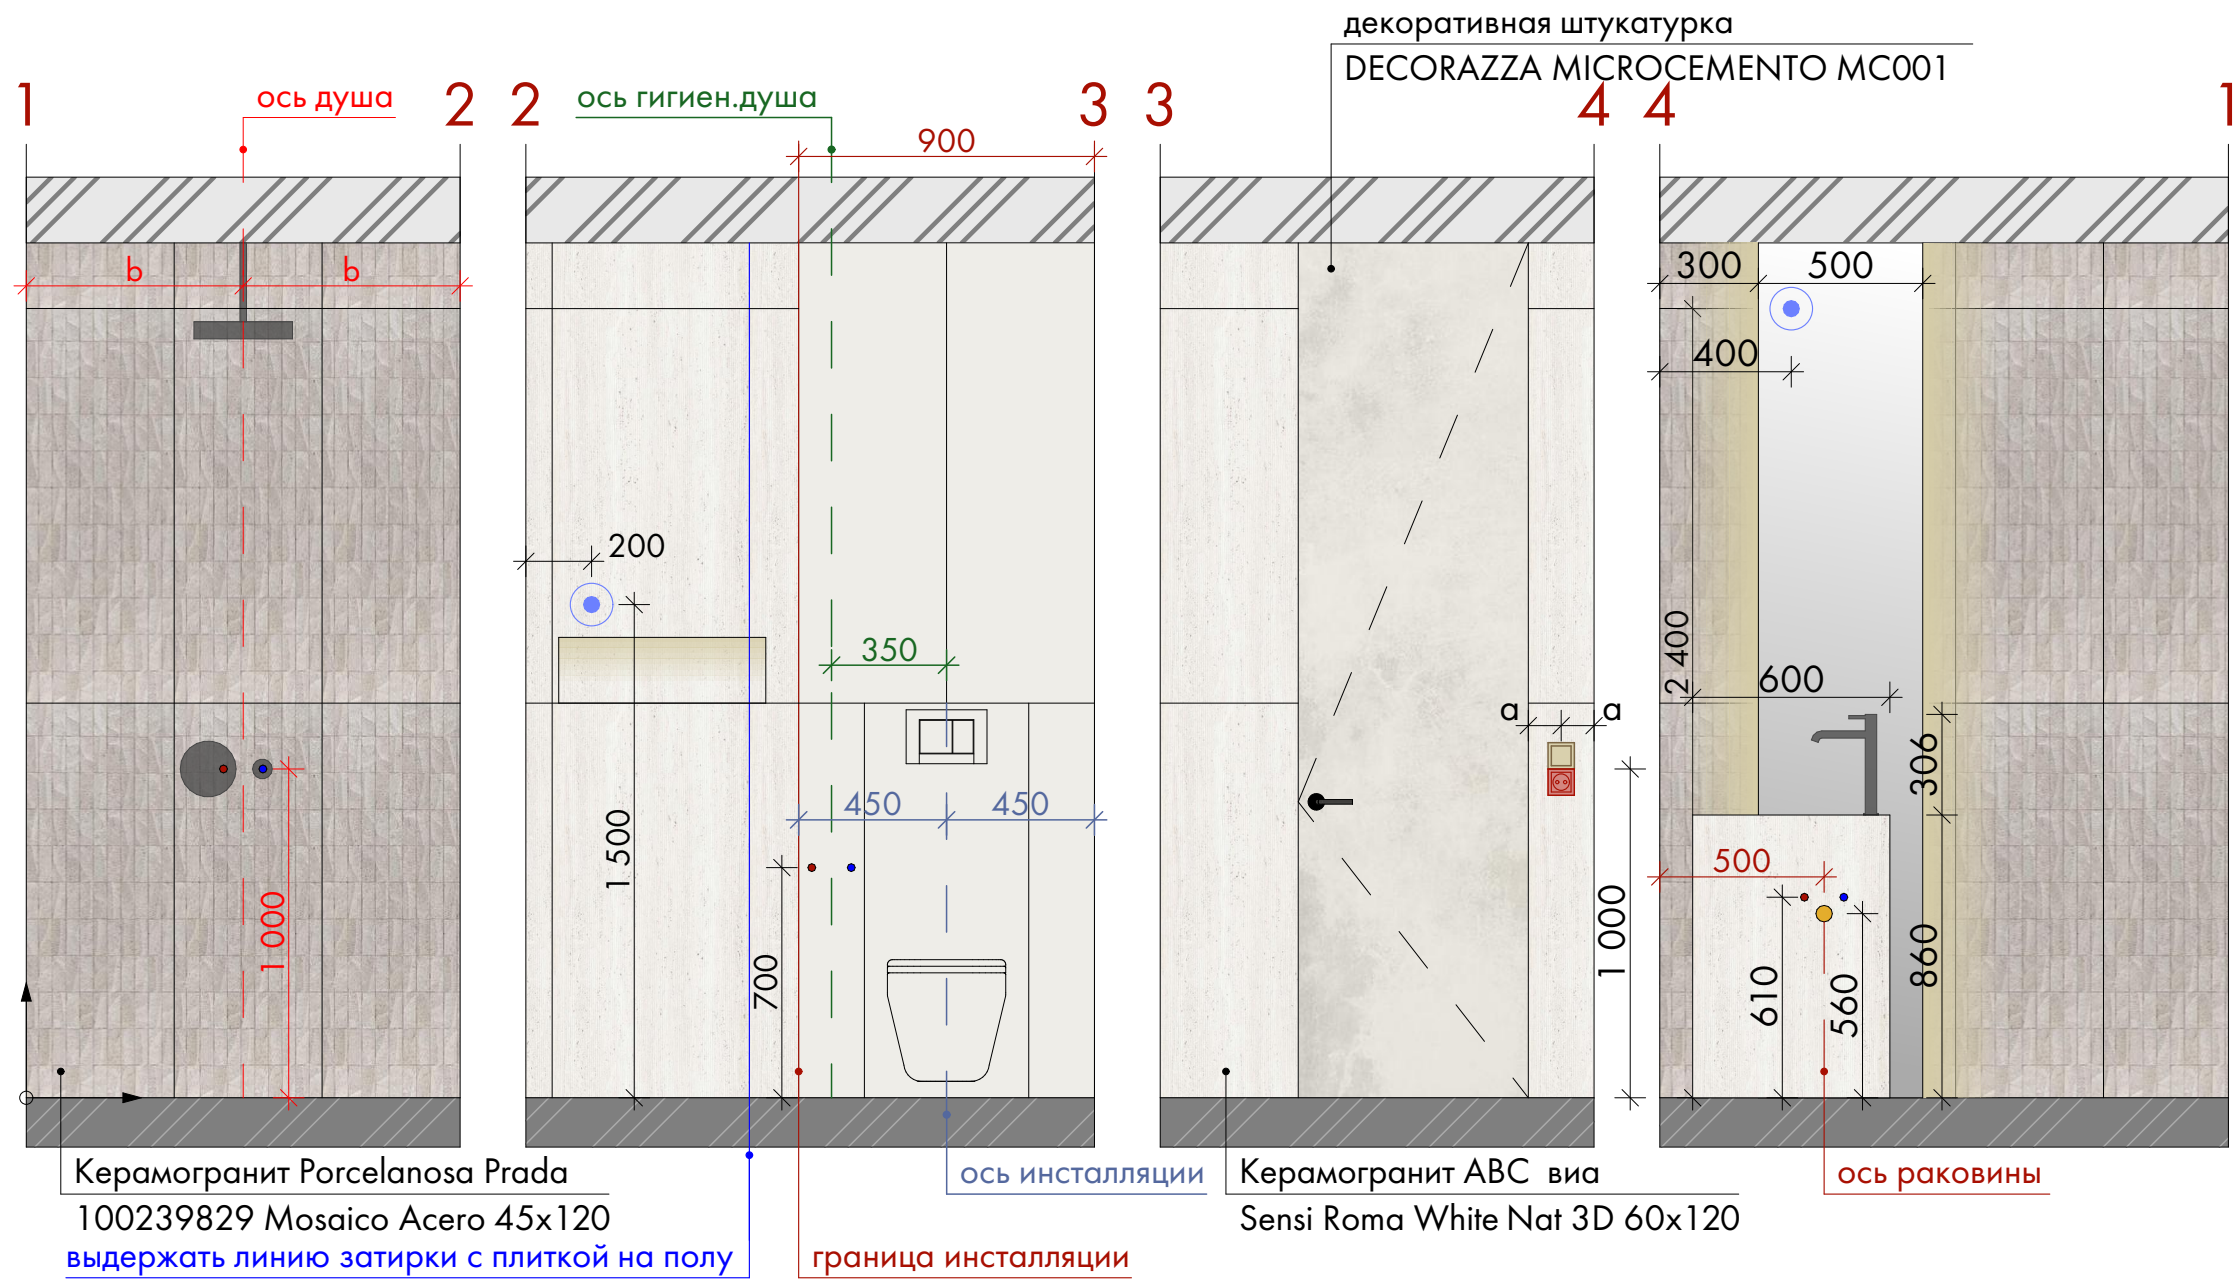 декоративная штукатурка
DECORAZZA MICROCEMENTO MC001
1
ось душа
2
2
ось гигиен.душа
3
3
4
4
1
900
b
b
300
500
400
200
2 400
350
600
a
a
306
450
450
1 500
1 000
700
1 000
500
610
560
860
Керамогранит Porcelanosa Prada
100239829 Mosaico Acero 45x120
выдержать линию затирки с плиткой на полу
граница инсталляции
ось инсталляции
Керамогранит ABC виа
Sensi Roma White Nat 3D 60x120
ось раковины